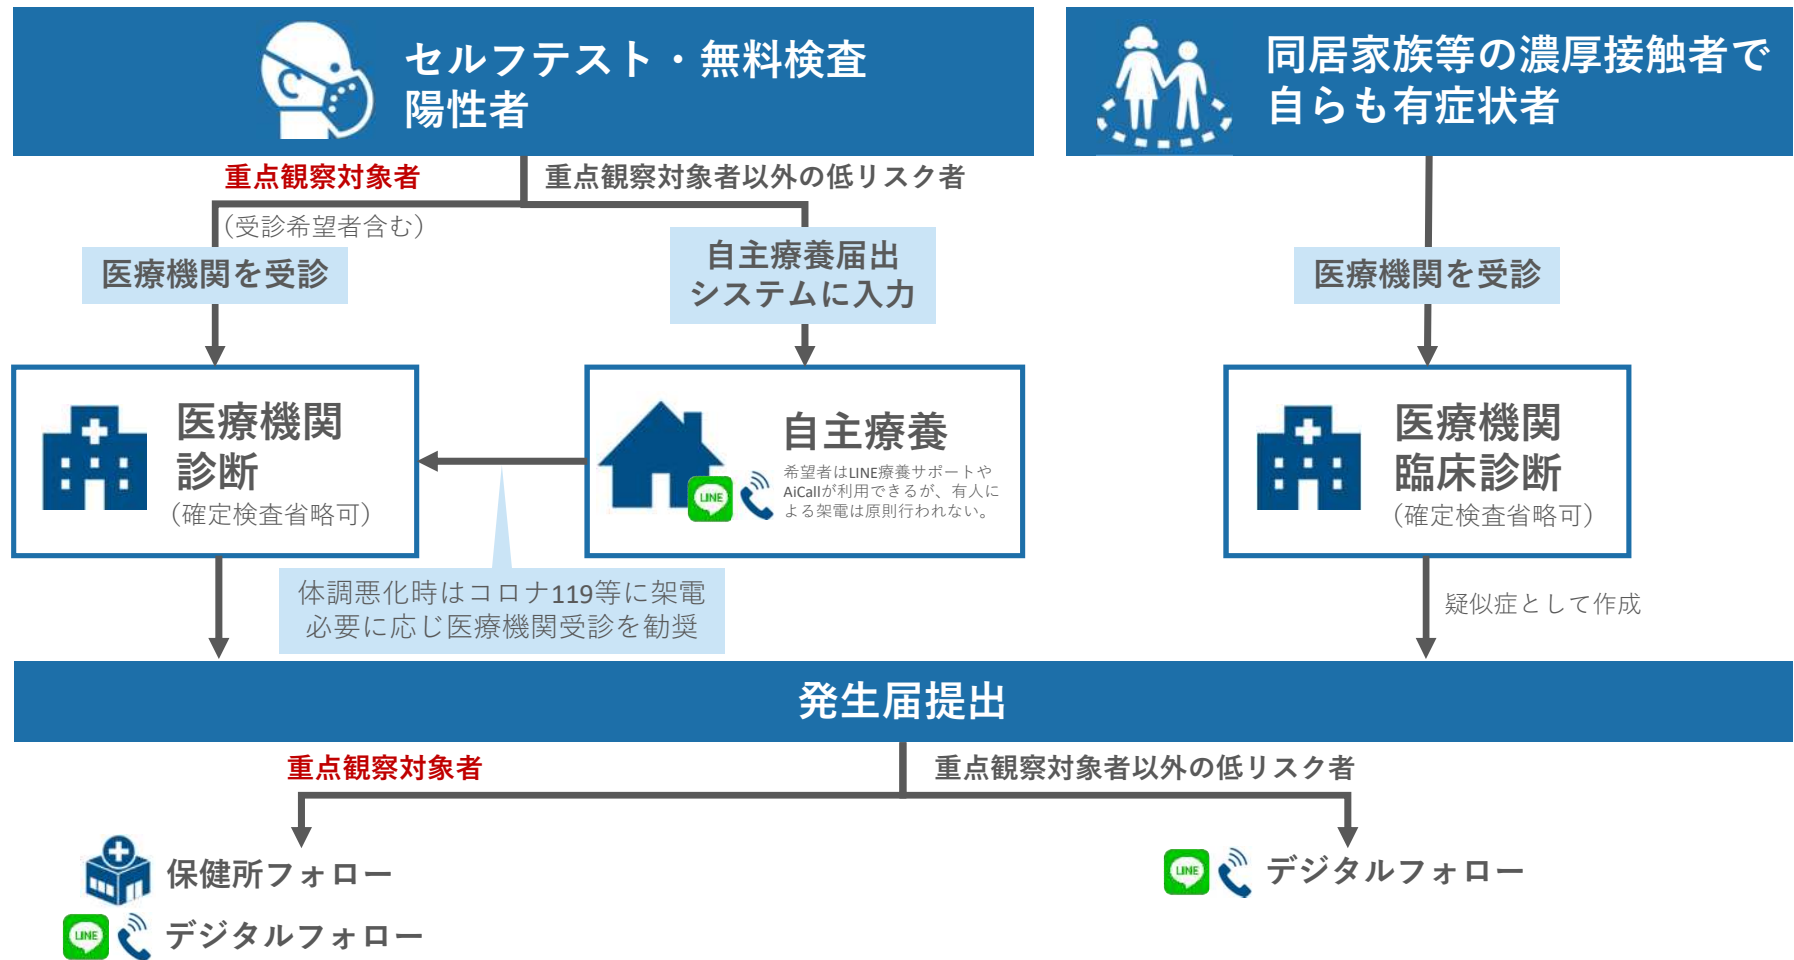 セルフテスト・無料検査
陽性者
同居家族等の濃厚接触者で
自らも有症状者
重点観察対象者
重点観察対象者以外の低リスク者
(受診希望者含む)
医療機関を受診
自主療養届出
システムに入力
医療機関を受診
医療機関
診断
(確定検査省略可)
自主療養
希望者はLINE療養サポートや
AiCallが利用できるが、有人に
よる架電は原則行われない。
LINE
医療機関
臨床診断
(確定検査省略可)
体調悪化時はコロナ119等に架電
必要に応じ医療機関受診を勧奨
疑似症として作成
発生届提出
重点観察対象者
重点観察対象者以外の低リスク者
保健所フォロー
LINE
デジタルフォロー
LINE
デジタルフォロー